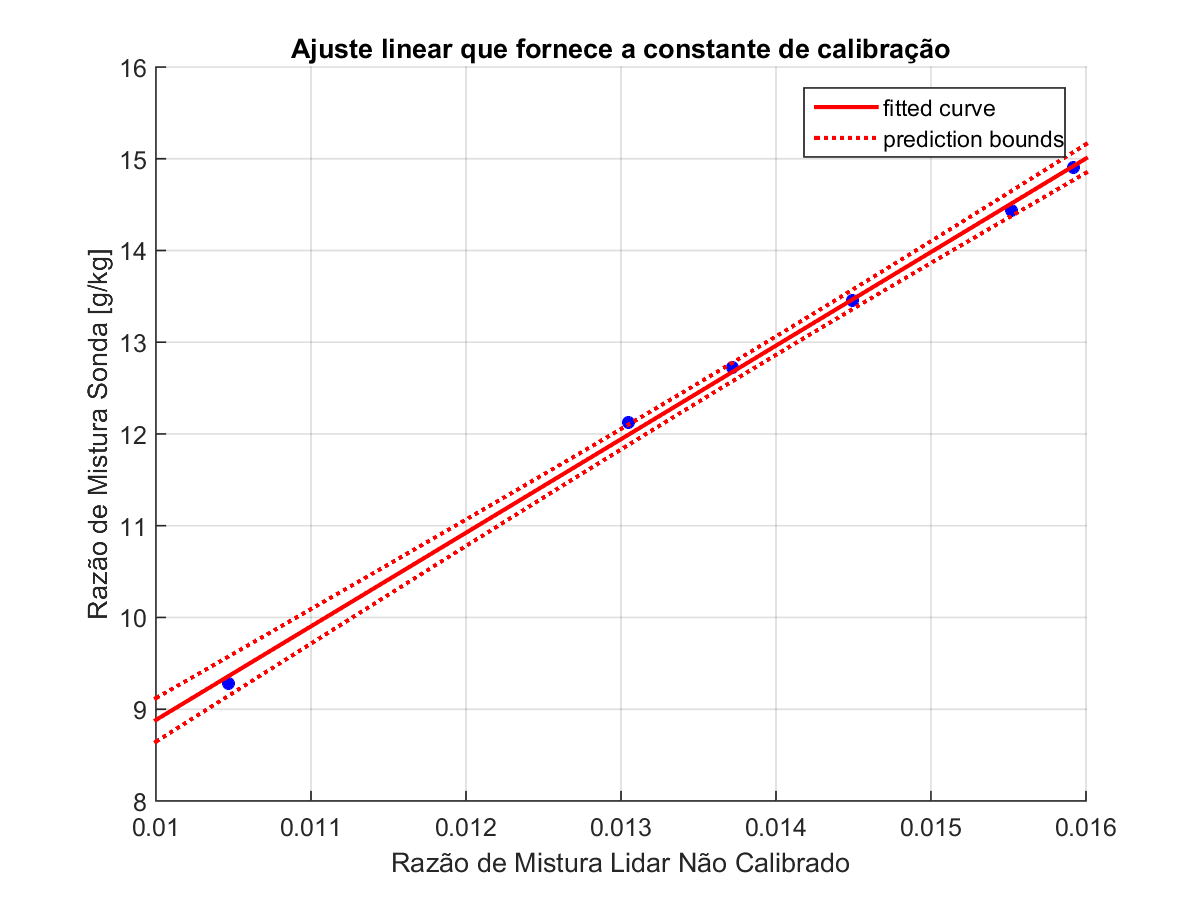 Ajuste linear que fornece a constante de calibração
fitted curve
prediction bounds
Razão de Mistura Sonda [g/kg]
16
15
14
13
12
11
10
9
8
0.01 0.011 0.012 0.013 0.014 0.015 0.016
Razão de Mistura Lidar Não Calibrado